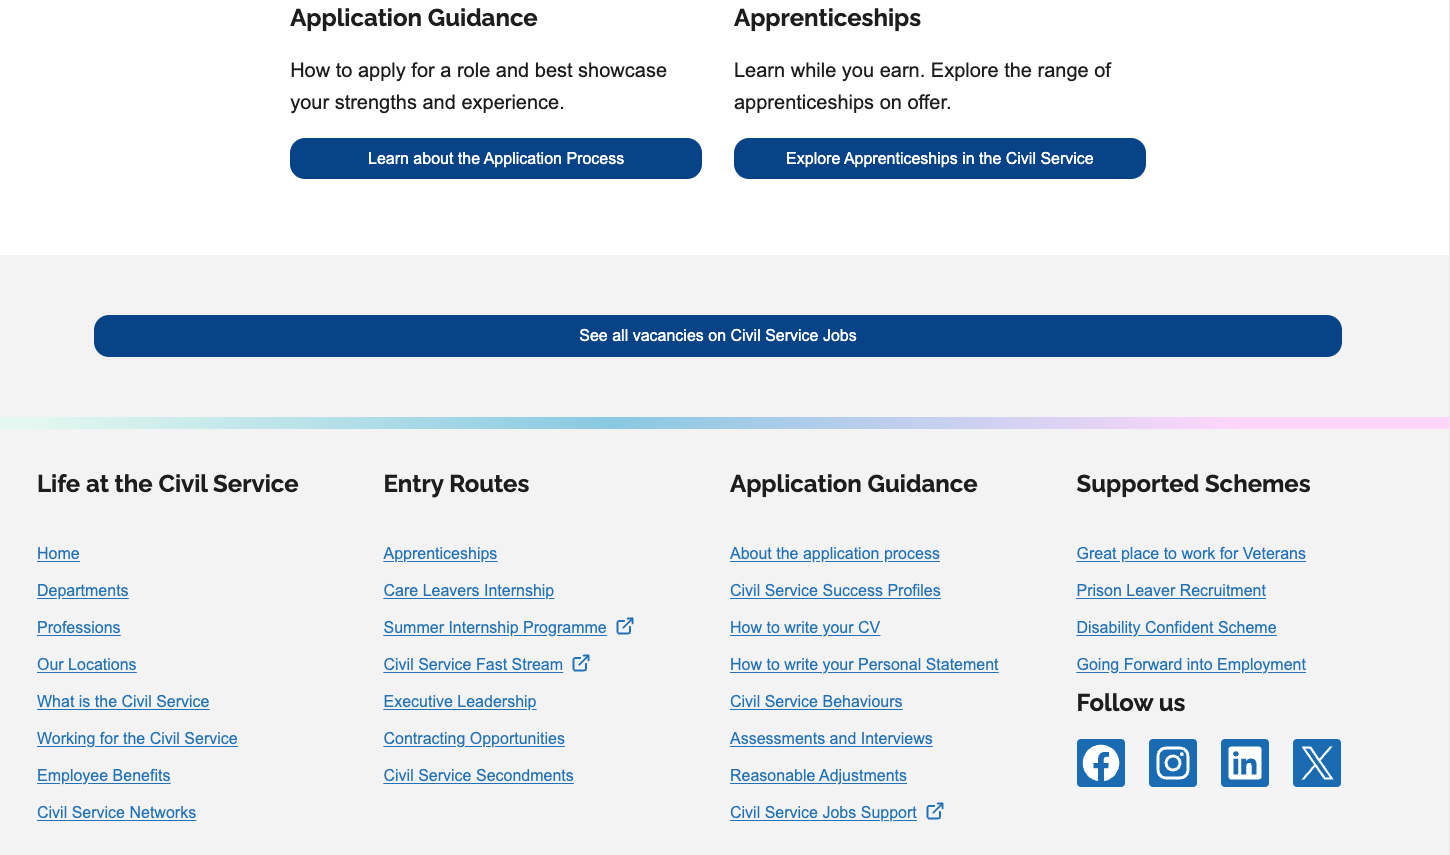 Application Guidance
How to apply for a role and best showcase
your strengths and experience.
Learn about the Application Process
Apprenticeships
Learn while you earn. Explore the range of
apprenticeships on offer.
Explore Apprenticeships in the Civil Service
See all vacancies on Civil Service Jobs
Life at the Civil Service
Home
Departments
Professions
Our Locations
What is the Civil Service
Working for the Civil Service
Employee Benefits
Civil Service Networks
Entry Routes
Apprenticeships
Care Leavers Internship
Summer Internship Programme
Civil Service Fast Stream
Executive Leadership
Contracting Opportunities
Civil Service Secondments
Application Guidance
About the application process
Civil Service Success Profiles
How to write your CV
How to write your Personal Statement
Civil Service Behaviours
Assessments and Interviews
Reasonable Adjustments
Civil Service Jobs Support
Supported Schemes
Great place to work for Veterans
Prison Leaver Recruitment
Disability Confident Scheme
Going Forward into Employment
Follow us